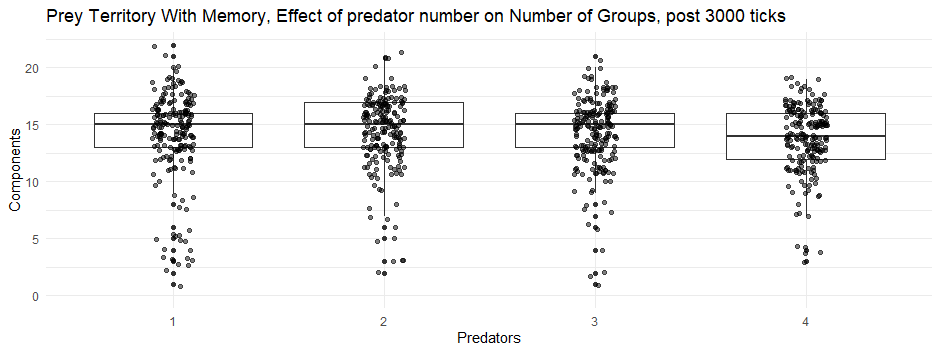 Prey Territory With Memory, Effect of predator number on Number of Groups, post 3000 ticks
Components
20
15
10
5
0
1 2 3 4
Predators